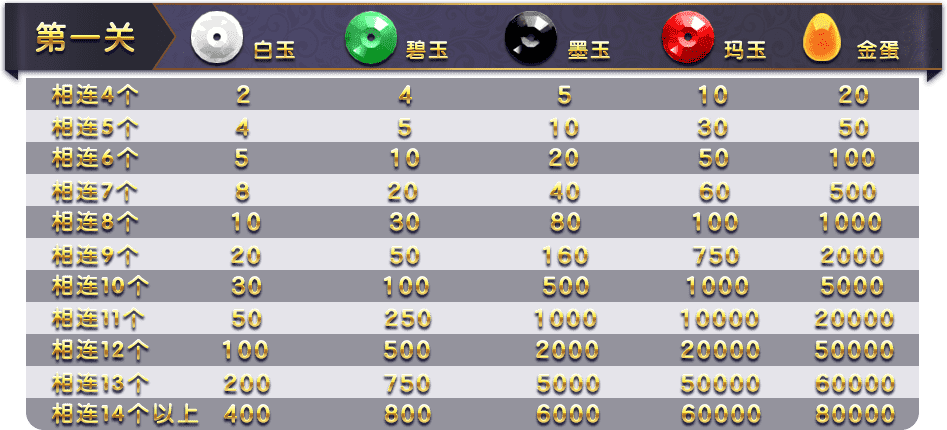 第一关 白玉 碧玉 墨玉 玛玉 金蛋
相连4个 2 4 5 10 20
相连5个 4 5 10 30 50
相连6个 5 10 20 50 100
相连7个 8 20 40 60 500
相连8个 10 30 80 100 1000
相连9个 20 50 160 750 2000
相连10个 30 100 500 1000 5000
相连11个 50 250 1000 10000 20000
相连12个 100 500 2000 20000 50000
相连13个 200 750 5000 50000 60000
相连14个以上 400 800 6000 60000 80000